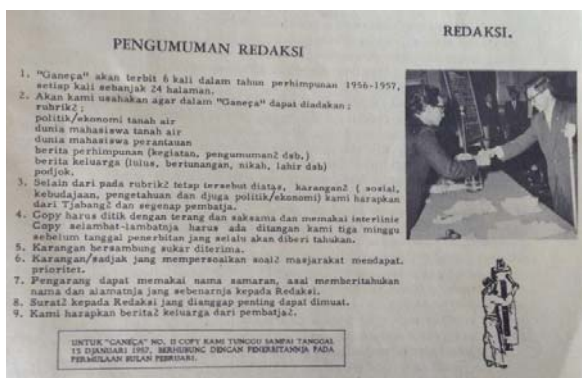 REDAKSI.
PENGUMUMAN REDAKSI
1. "Ganeça" akan terbit 6 kali dalam tahun perhimpunan 1956-1957,
setiap kali sebanjak 24 halaman.
2. Akan kami usahakan agar dalam "Ganeça" dapat diadakan ;
rubrik2 ;
politik/ekonomi tanah air
dunia mahasiswa tanah air
dunia mahasiswa perantauan
berita perhimpunan (kegiatan, pengumuman2 dsb.)
berita keluarga (lulus, bertunangan, nikah, lahir dsb)
podjok.
3. Selain dari pada rubrik2 tetap tersebut diatas, karangan2 ( sosial,
kebudajaan, pengetahuan dan djuga politik/ekonomi) kami harapkan
dari Tjabang2 dan segenap pembatja.
4. Copy harus ditik dengan terang dan saksama dan memakai interlinie
Copy selambat-lambatnja harus ada ditangan kami tiga minggu
sebelum tanggal penerbitan jang selalu akan diberi tahukan.
5. Karangan bersambung sukar diterima.
6. Karangan/sadjak jang mempersoalkan soal2 masjarakat mendapat
prioritet.
7. Pengarang dapat memakai nama samaran, asal memberitahukan
nama dan alamatnja jang sebenarnja kepada Redaksi.
8. Surat2 kepada Redaksi jang dianggap penting dapat dimuat.
9. Kami harapkan berita2 keluarga dari pembatja2.
UNTUK "GANEÇA" NO. II COPY KAMI TUNGGU SAMPAI TANGGAL
15 DJANUARI 1957, BERHUBUNG DENGAN PENERBITANNJA PADA
PERMULAAN BULAN PEBRUARI.